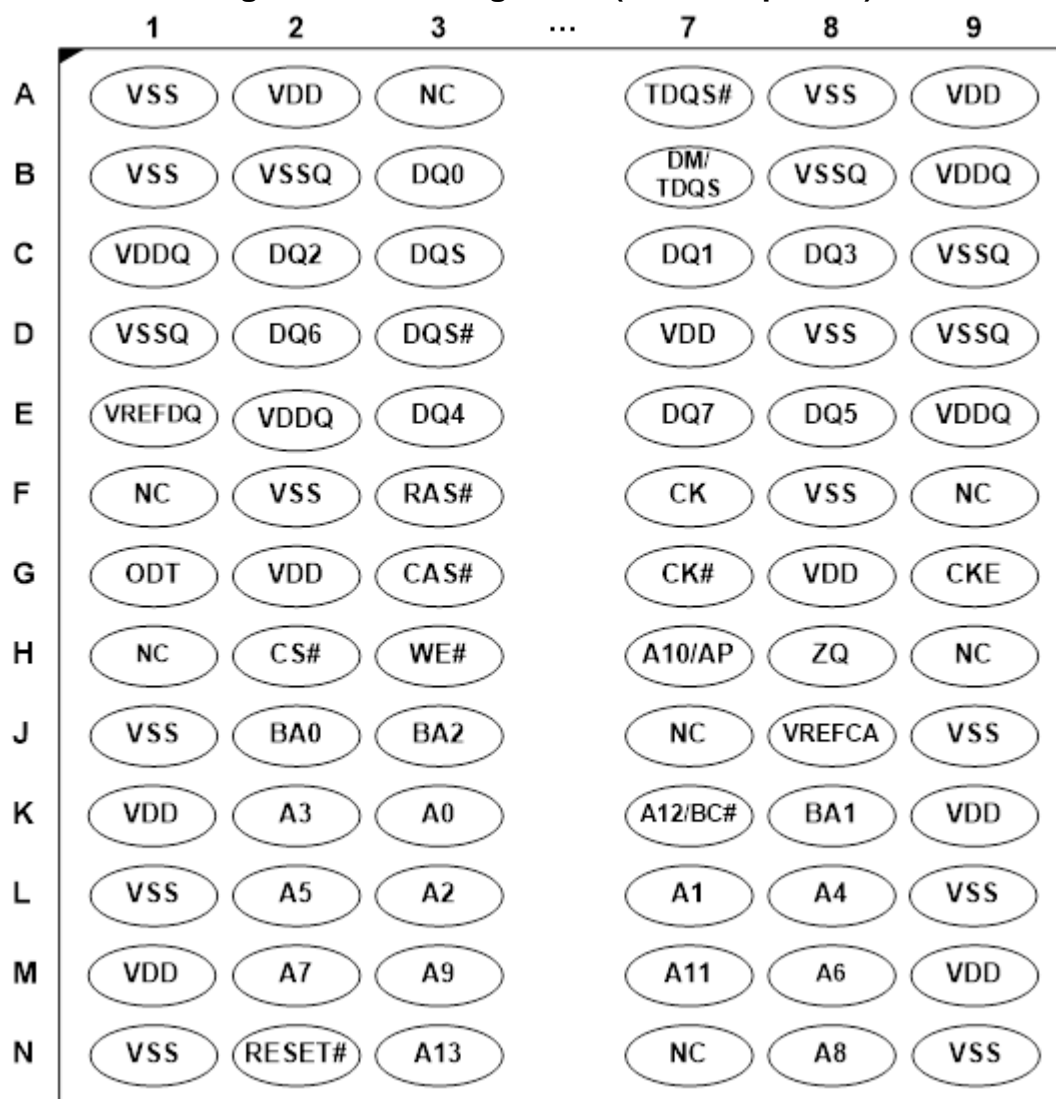 1 2 3 ... 7 8 9
A VSS VDD NC TDQS# VSS VDD
B VSS VSSQ DQ0 DM/ TDQS VSSQ VDDQ
C VDDQ DQ2 DQS DQ1 DQ3 VSSQ
D VSSQ DQ6 DQS# VDD VSS VSSQ
E VREFDQ VDDQ DQ4 DQ7 DQ5 VDDQ
F NC VSS RAS# CK VSS NC
G ODT VDD CAS# CK# VDD CKE
H NC CS# WE# A10/AP ZQ NC
J VSS BA0 BA2 NC VREFCA VSS
K VDD A3 A0 A12/BC# BA1 VDD
L VSS A5 A2 A1 A4 VSS
M VDD A7 A9 A11 A6 VDD
N VSS RESET# A13 NC A8 VSS